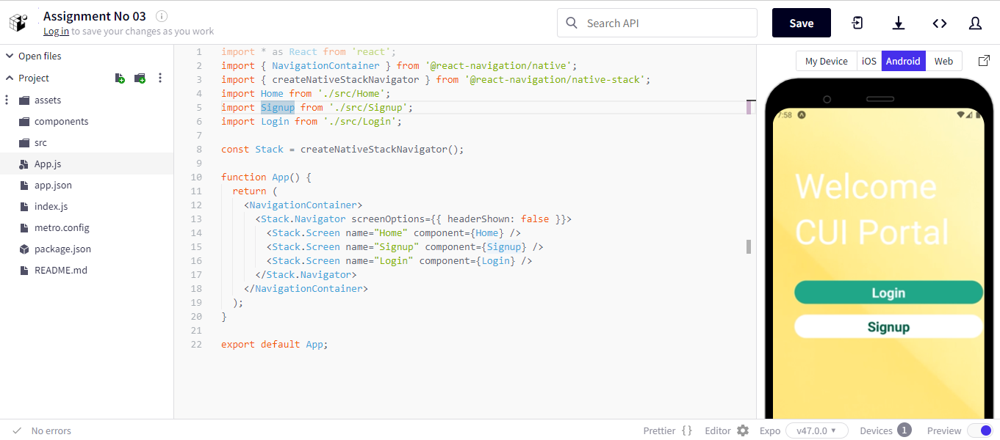 Assignment No 03
Log in to save your changes as you work
Search API
Save
Open files
Project
assets
components
src
App.js
app.json
index.js
metro.config
package.json
README.md
1 import * as React from 'react';
2 import { NavigationContainer } from '@react-navigation/native';
3 import { createNativeStackNavigator } from '@react-navigation/native-stack';
4 import Home from './src/Home';
5 import Signup from './src/Signup';
6 import Login from './src/Login';
7
8 const Stack = createNativeStackNavigator();
9
10 function App() {
11   return (
12     <NavigationContainer>
13       <Stack.Navigator screenOptions={{ headerShown: false }}>
14         <Stack.Screen name="Home" component={Home} />
15         <Stack.Screen name="Signup" component={Signup} />
16         <Stack.Screen name="Login" component={Login} />
17       </Stack.Navigator>
18     </NavigationContainer>
19   );
20 }
21
22 export default App;
My Device iOS Android Web
7:58
Welcome
CUI Portal
Login
Signup
No errors
Prettier {} Editor Expo v47.0.0 Devices 1 Preview